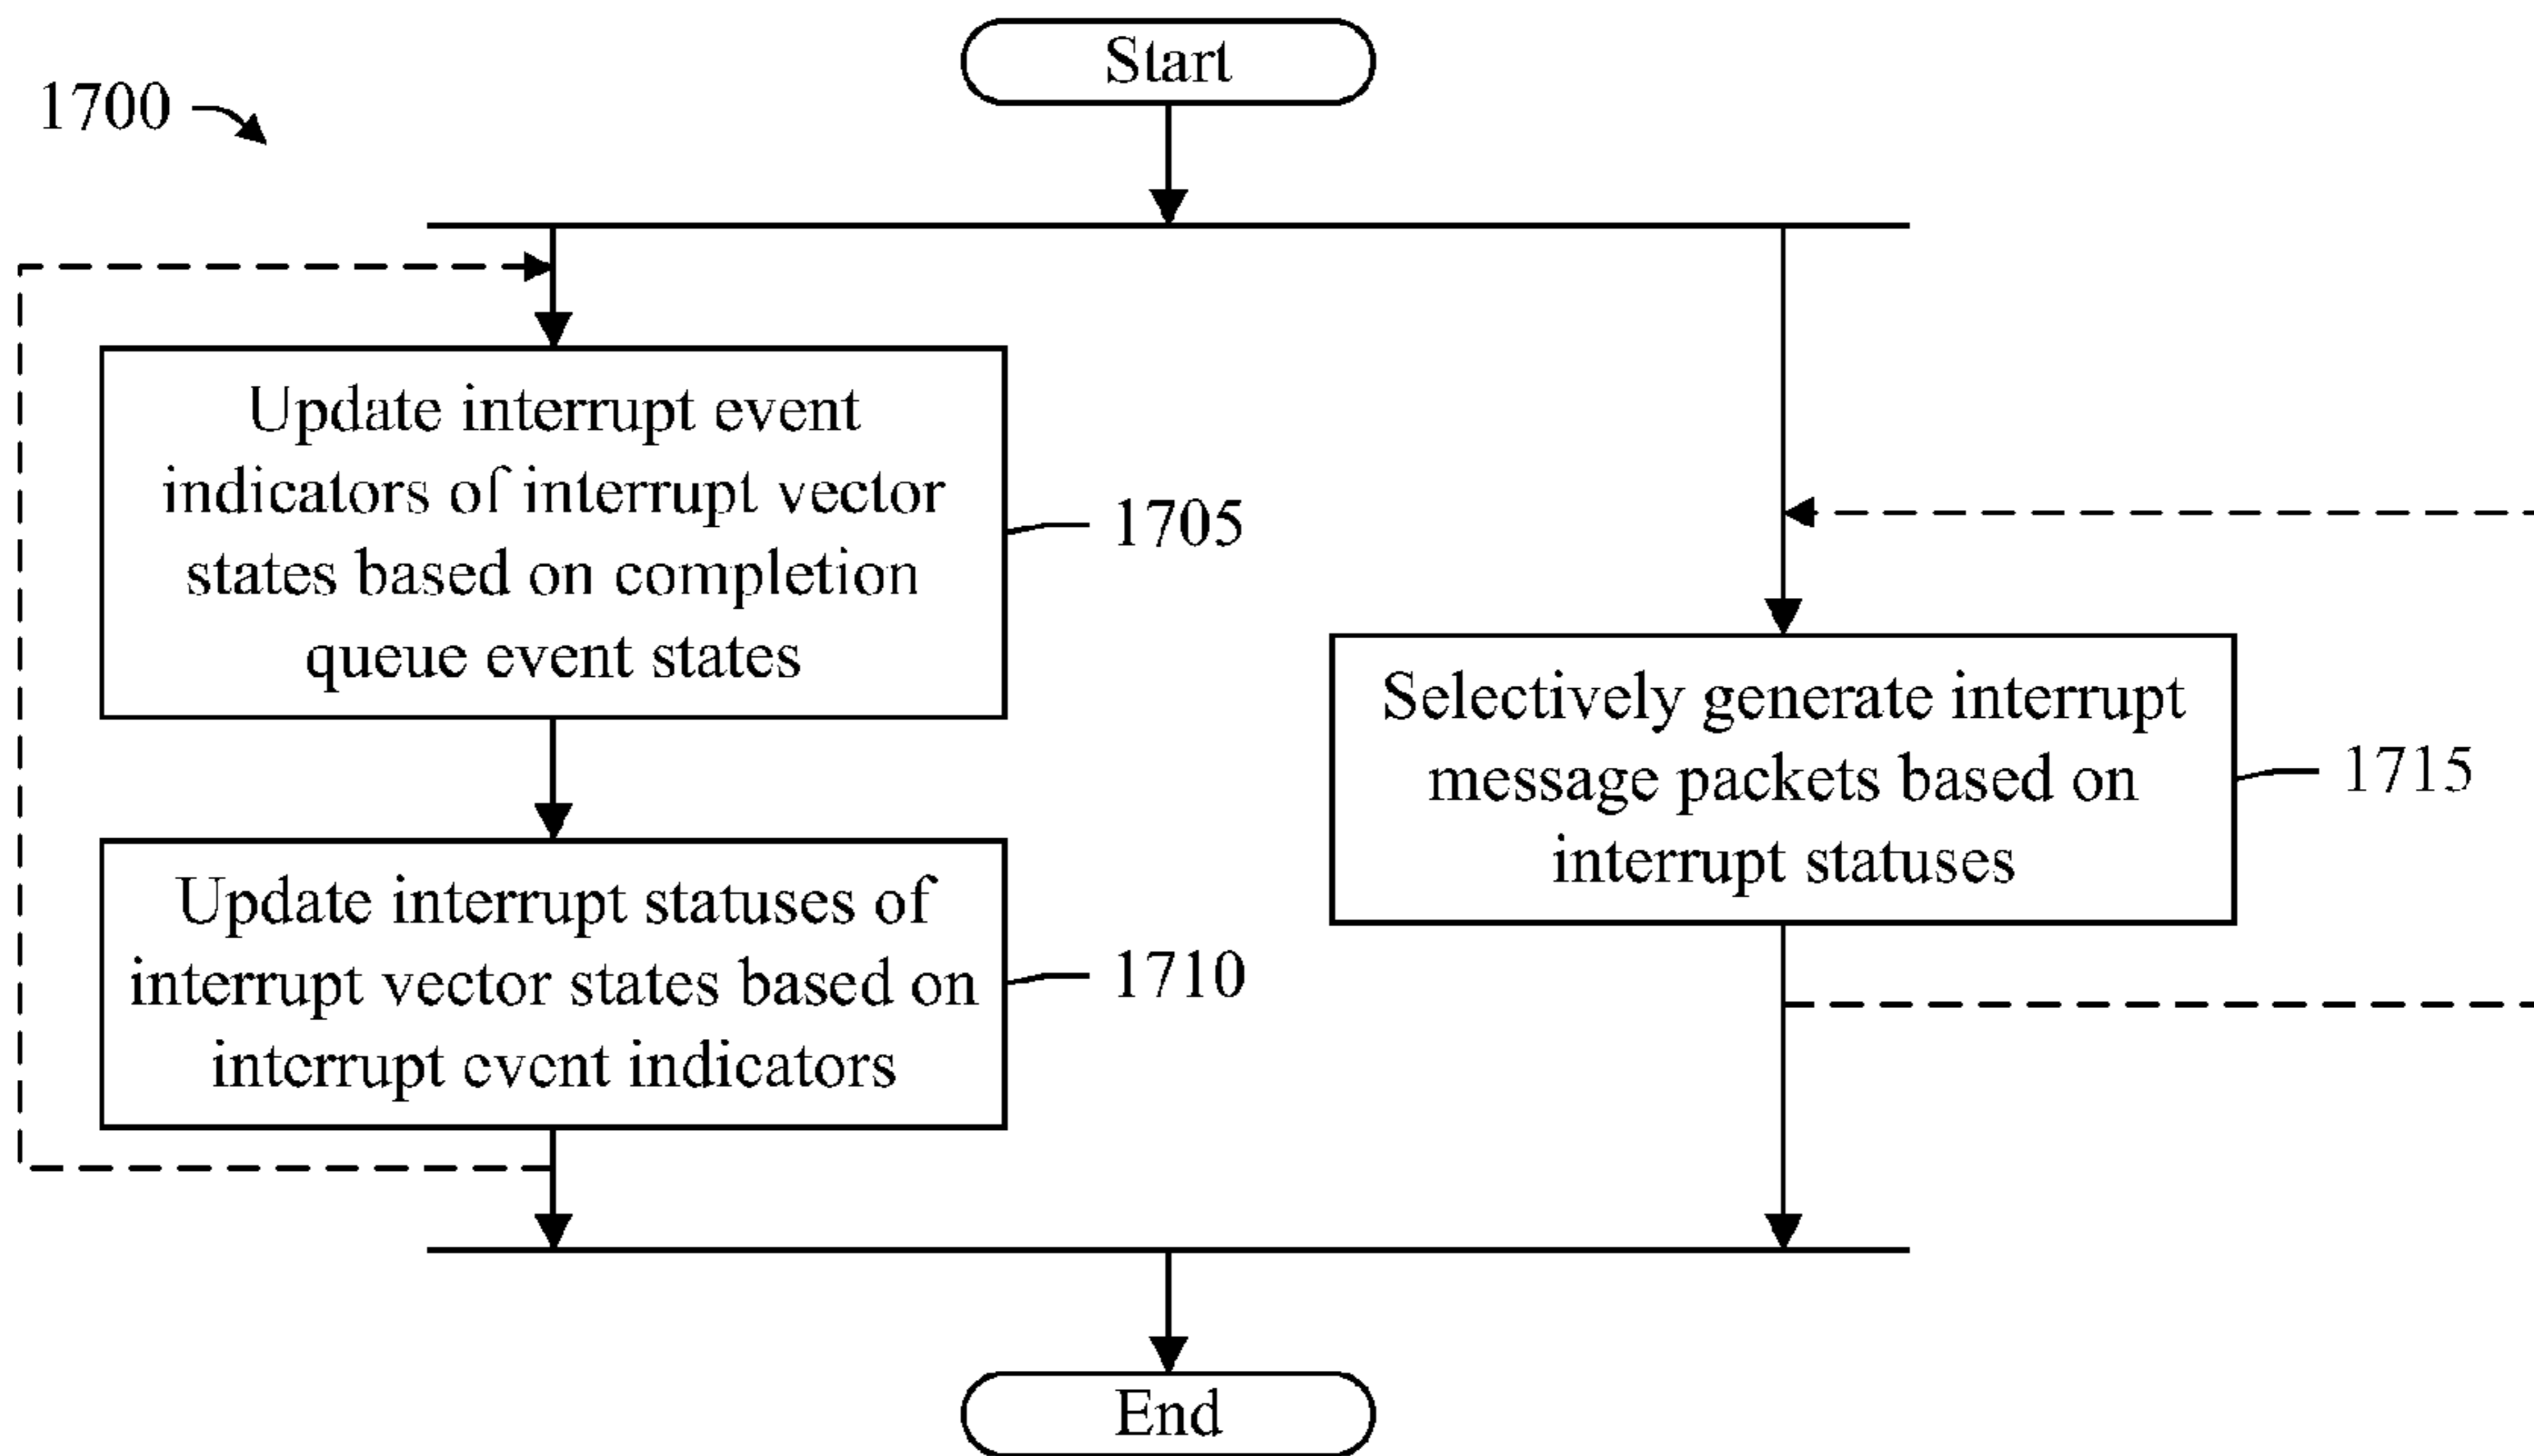 Start
1700
Update interrupt event
indicators of interrupt vector
states based on completion
queue event states
1705
Selectively generate interrupt
message packets based on
interrupt statuses
1715
Update interrupt statuses of
interrupt vector states based on
interrupt event indicators
1710
End